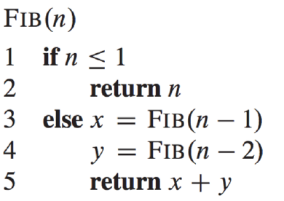 FIB(n)
1 if n ≤ 1
2 return n
3 else x = FIB(n − 1)
4 y = FIB(n − 2)
5 return x + y